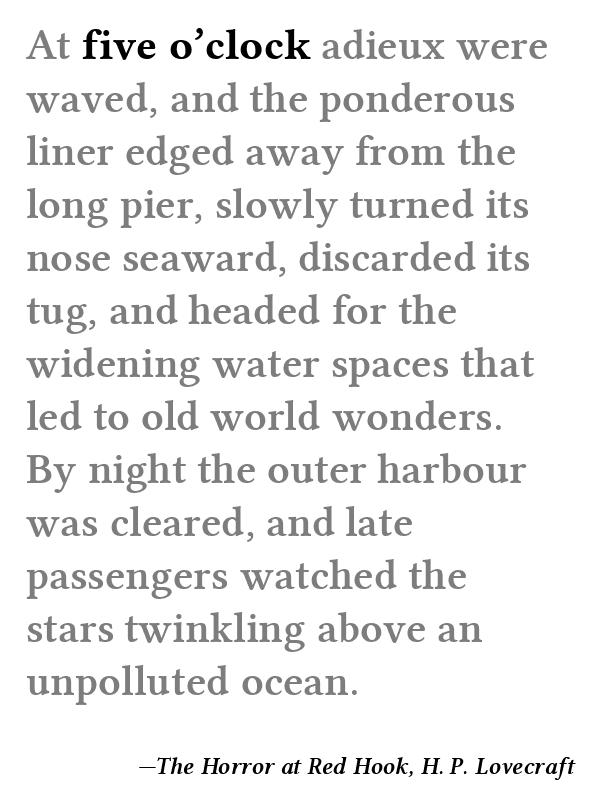 At five o’clock adieux were
waved, and the ponderous
liner edged away from the
long pier, slowly turned its
nose seaward, discarded its
tug, and headed for the
widening water spaces that
led to old world wonders.
By night the outer harbour
was cleared, and late
passengers watched the
stars twinkling above an
unpolluted ocean.
—The Horror at Red Hook, H. P. Lovecraft